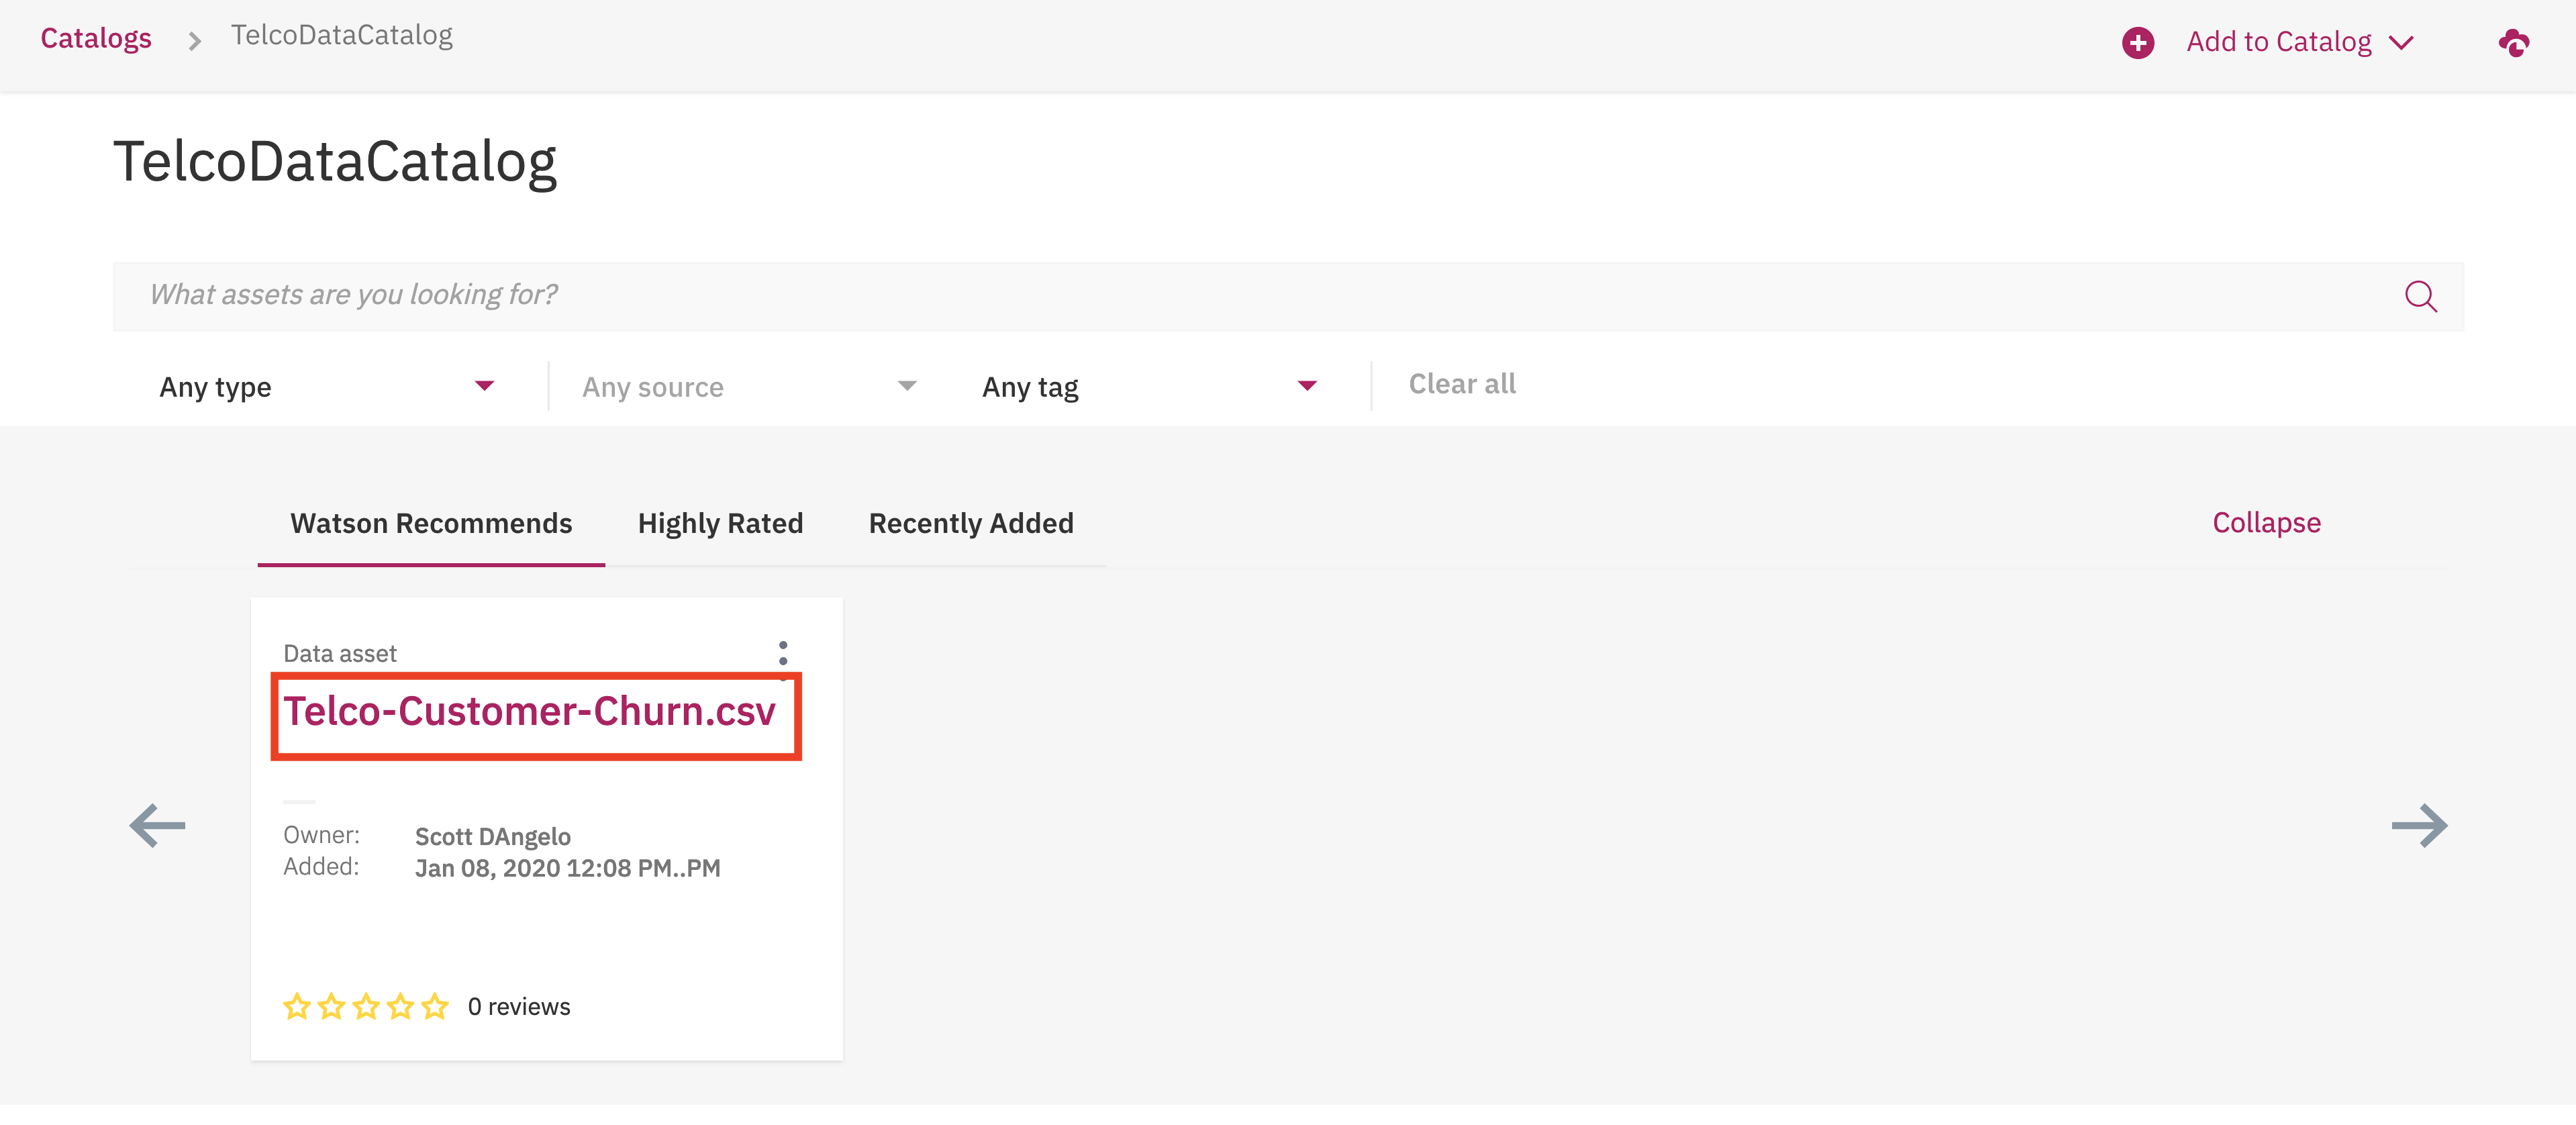 Catalogs TelcoDataCatalog Add to Catalog
TelcoDataCatalog
What assets are you looking for?
Any type Any source Any tag Clear all
Watson Recommends Highly Rated Recently Added Collapse
Data asset
Telco-Customer-Churn.csv
Owner: Scott DAngelo
Added: Jan 08, 2020 12:08 PM..PM
0 reviews